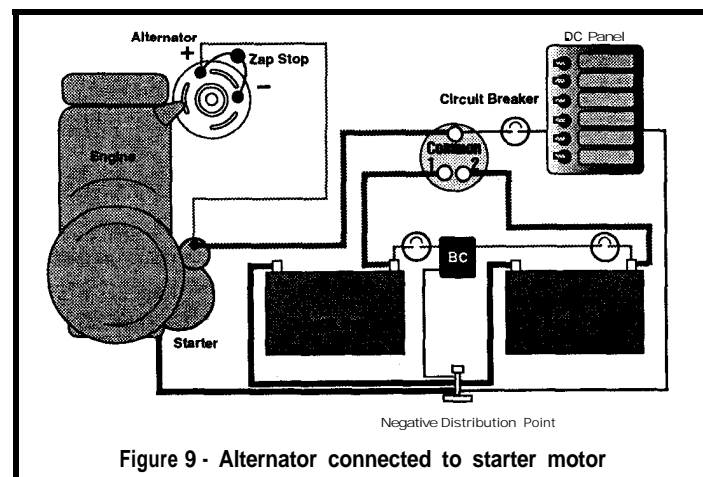 Alternator
+
Zap Stop
-
DC Panel
Circuit Breaker
Engine
Common
1 2
BC
Starter
Negative Distribution Point
Figure 9 - Alternator connected to starter motor